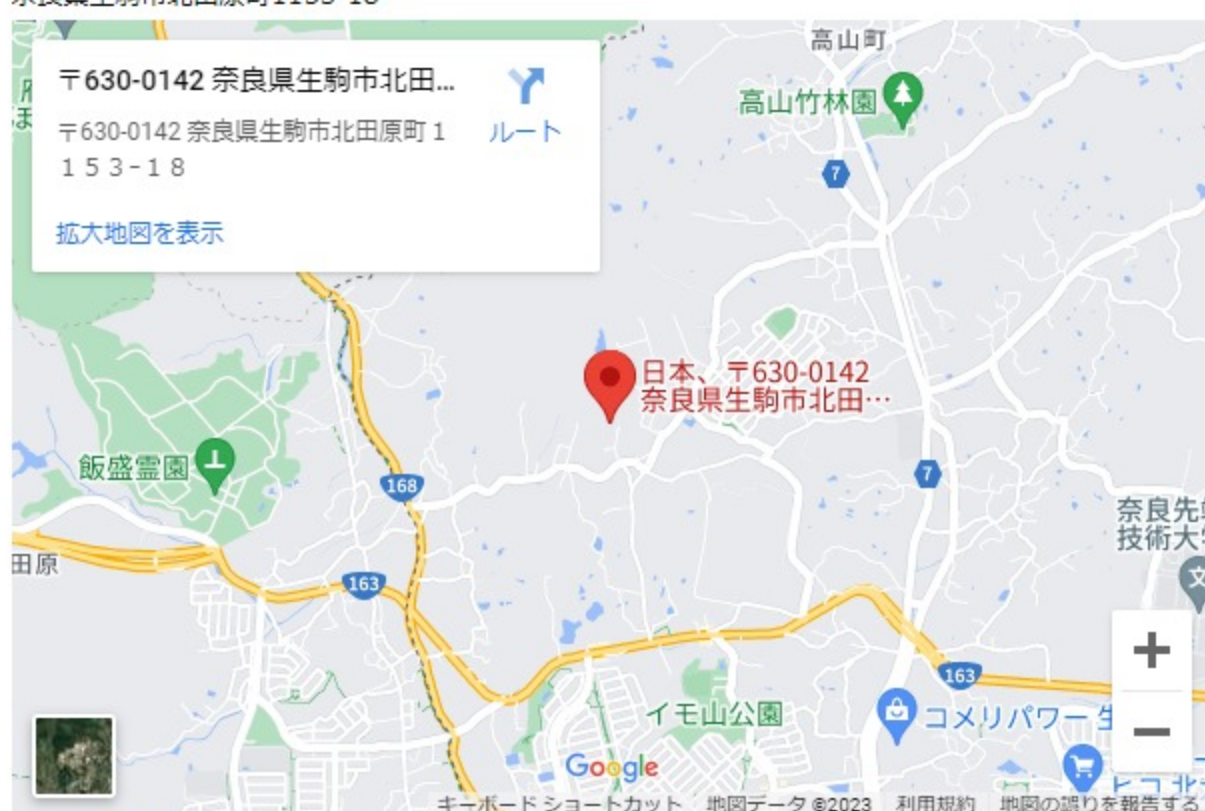 〒630-0142 奈良県生駒市北田...
〒630-0142 奈良県生駒市北田原町１
１５３−１８
ルート
拡大地図を表示
高山町
高山竹林園
7
日本、〒630-0142
奈良県生駒市北田…
飯盛霊園
168
7
奈良先
技術大
田原
163
163
イモ山公園
コメリパワー 生
Google
キーボード ショートカット
地図データ ©2023
利用規約
地図の誤りを報告する